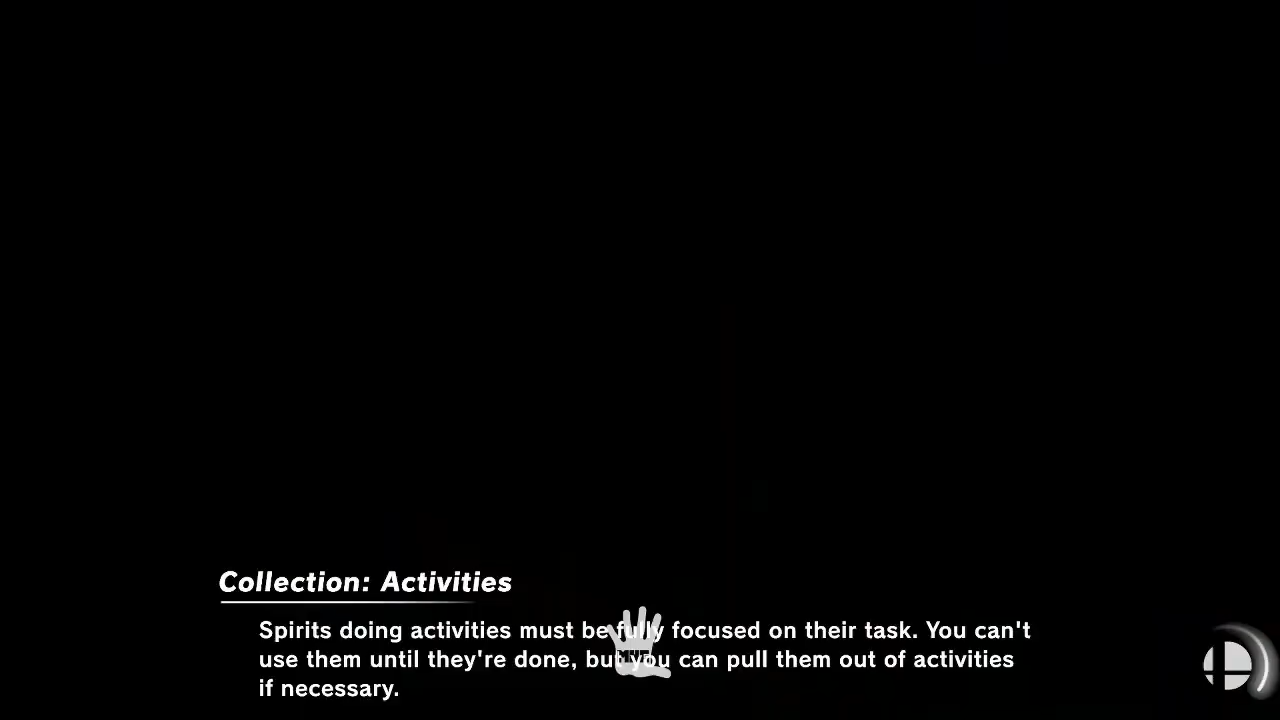 Collection: Activities
Spirits doing activities must be fully focused on their task. You can't
use them until they're done, but you can pull them out of activities
if necessary.